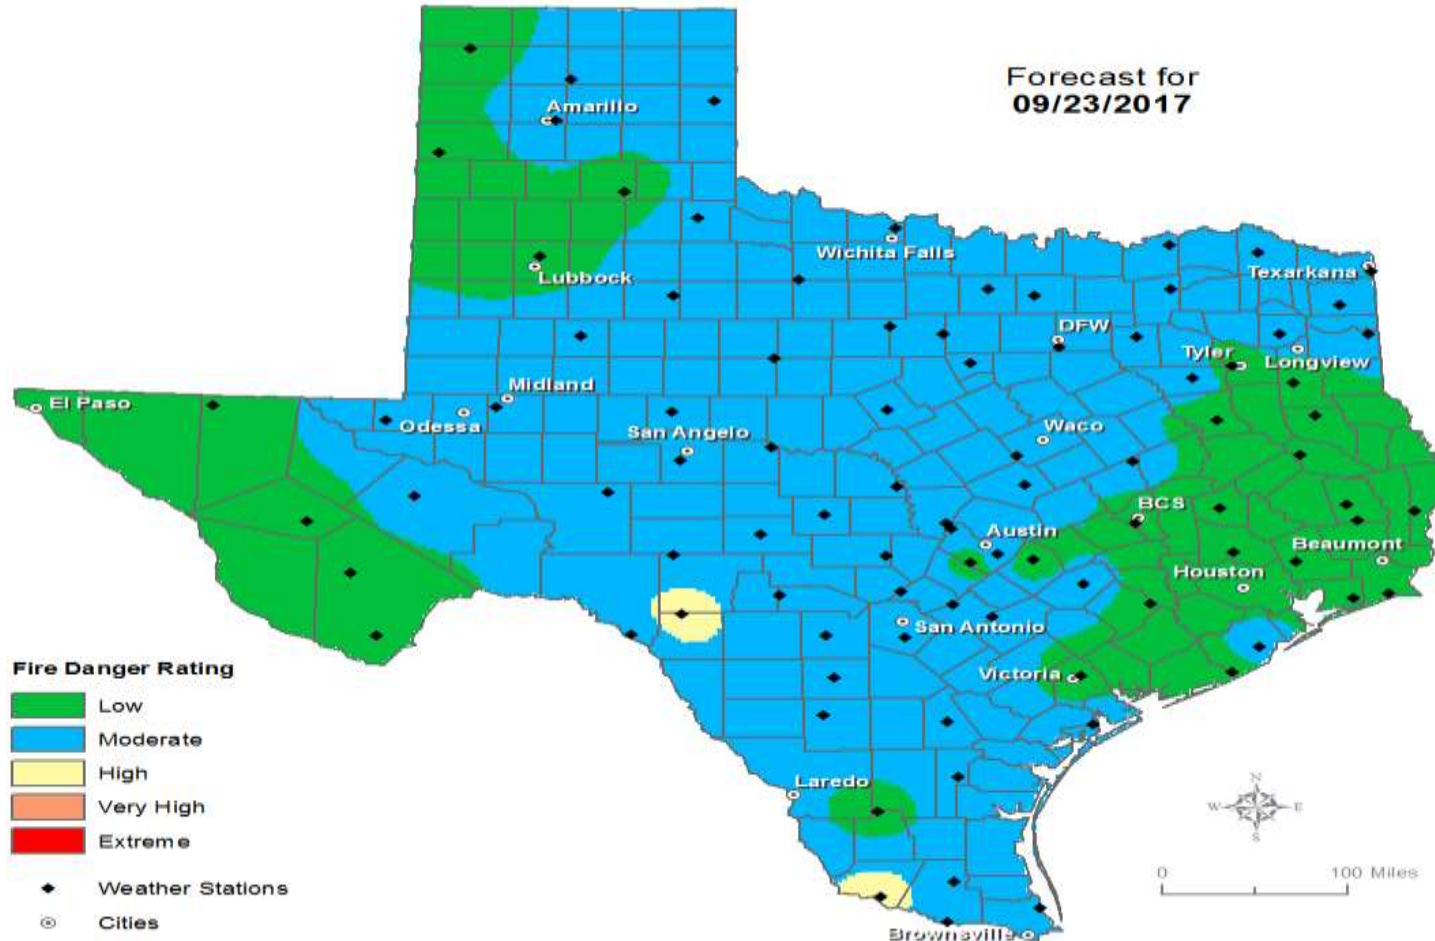 Forecast for
09/23/2017
Amarillo
Wichita Falls
Lubbock
Texarkana
DFW
Tyler
Longview
Midland
El Paso
Odessa
San Angelo
Waco
BCS
Austin
Beaumont
Houston
San Antonio
Victoria
Laredo
Brownsville
Fire Danger Rating
Low
Moderate
High
Very High
Extreme
Weather Stations
Cities
N
W E
S
0 100 Miles